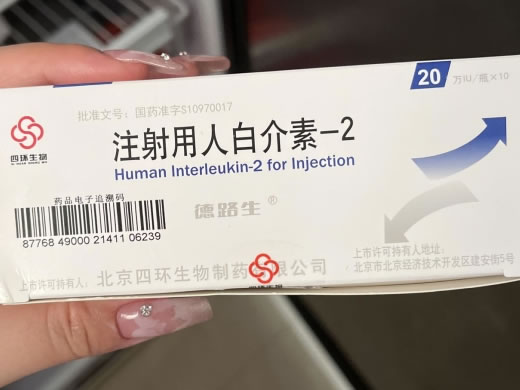 20 万IU/瓶×10
批准文号：国药准字S10970017
注射用人白介素-2
Human Interleukin-2 for Injection
四环生物
药品电子追溯码
87768 49000 21411 06239
德路生®
上市许可持有人地址：
北京市北京经济技术开发区建安街5号
上市许可持有人：北京四环生物制药有限公司